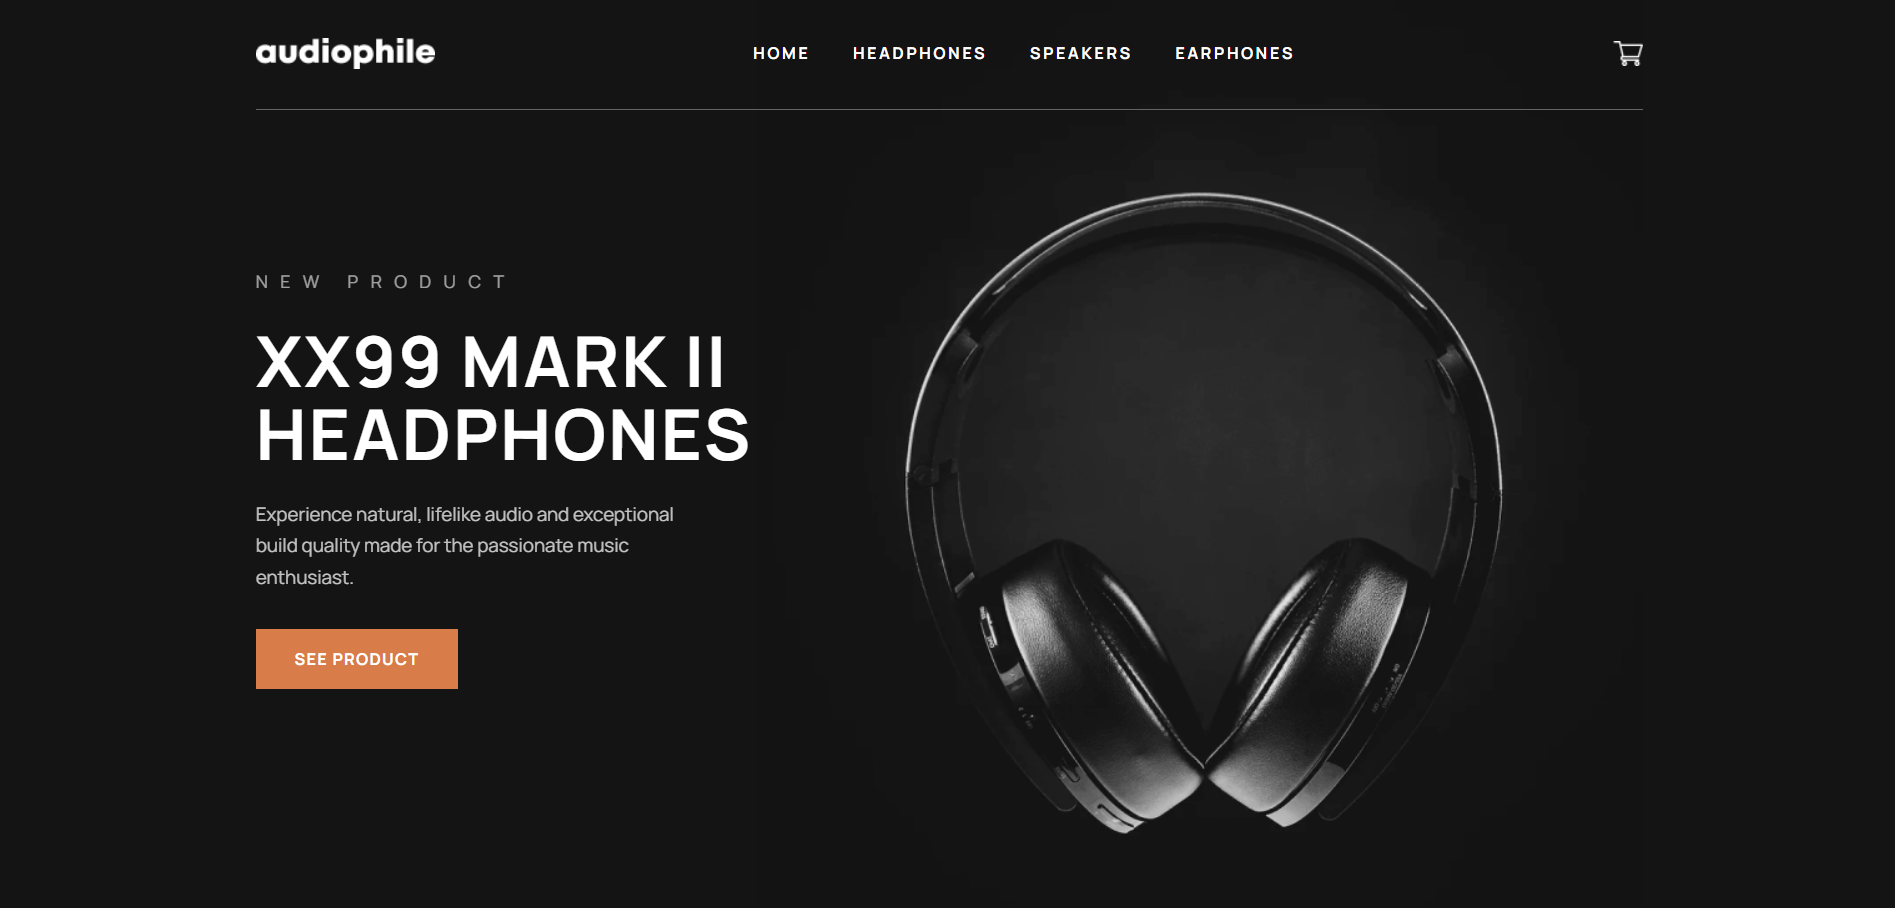 audiophile
HOME HEADPHONES SPEAKERS EARPHONES
NEW PRODUCT
XX99 MARK II
HEADPHONES
Experience natural, lifelike audio and exceptional
build quality made for the passionate music
enthusiast.
SEE PRODUCT